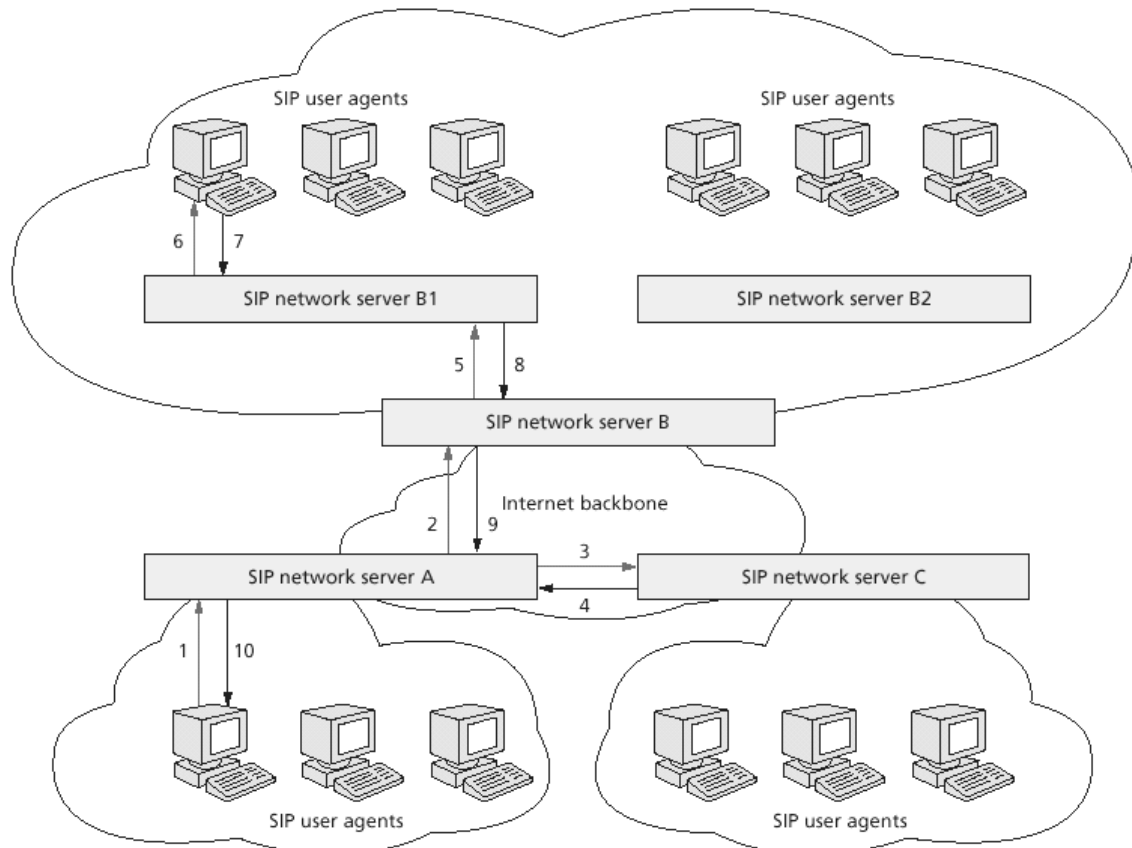 SIP user agents
SIP user agents
6
7
SIP network server B1
SIP network server B2
5
8
SIP network server B
Internet backbone
2
9
3
SIP network server A
SIP network server C
4
1
10
SIP user agents
SIP user agents